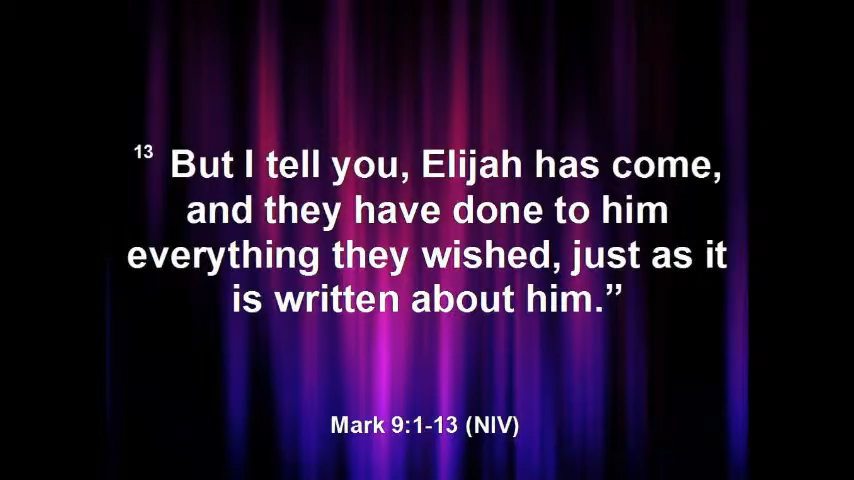 13 But I tell you, Elijah has come,
and they have done to him
everything they wished, just as it
is written about him.”
Mark 9:1-13 (NIV)